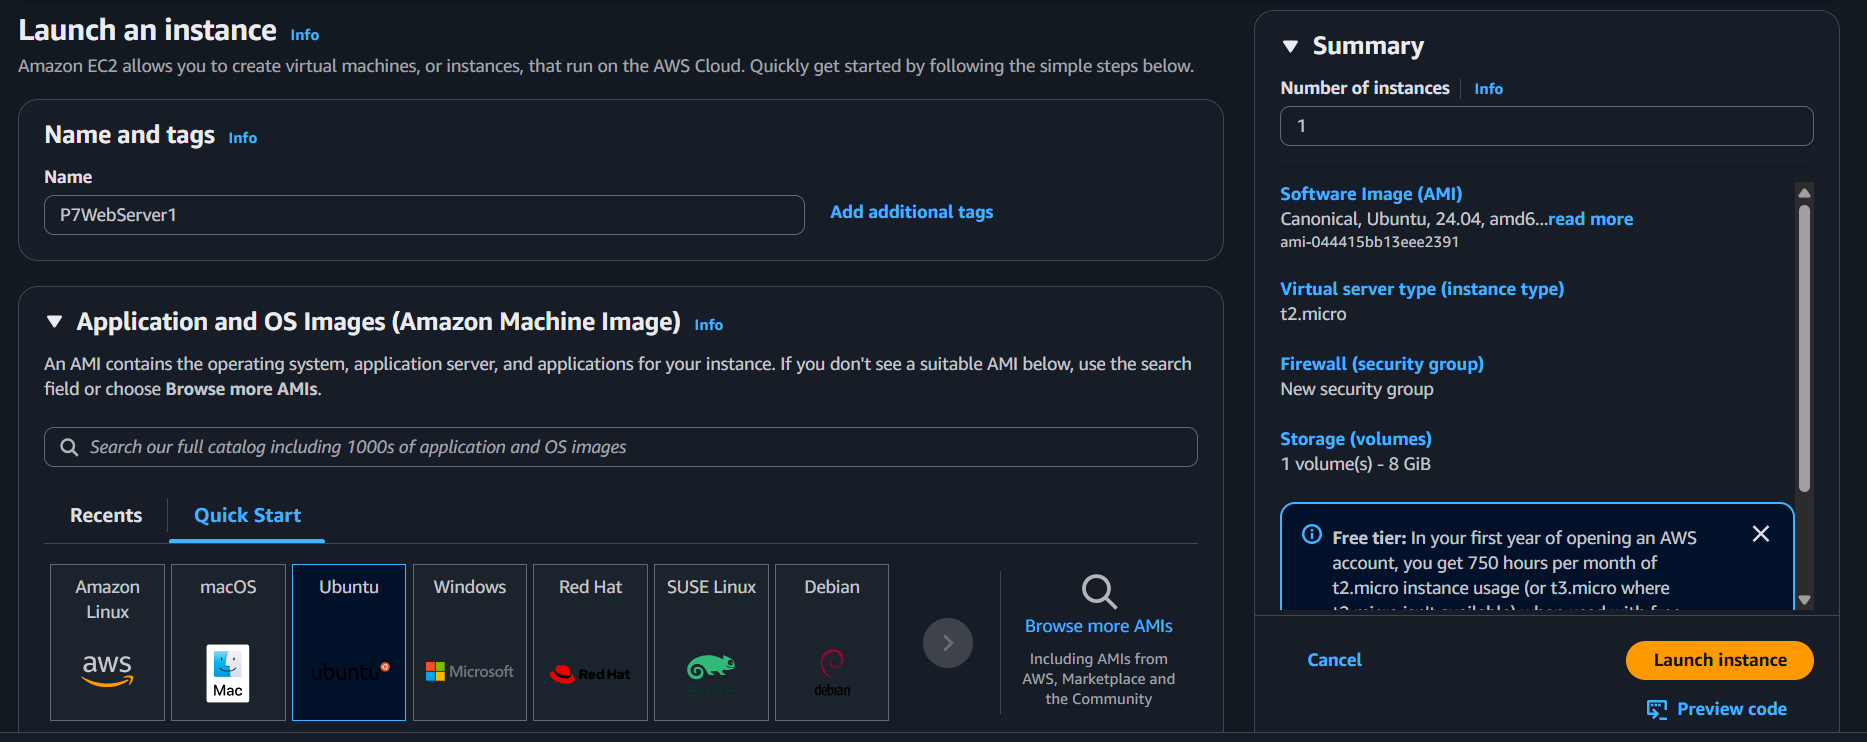 Launch an instance Info
Amazon EC2 allows you to create virtual machines, or instances, that run on the AWS Cloud. Quickly get started by following the simple steps below.
Name and tags Info
Name
P7WebServer1
Add additional tags
Application and OS Images (Amazon Machine Image) Info
An AMI contains the operating system, application server, and applications for your instance. If you don't see a suitable AMI below, use the search
field or choose Browse more AMIs.
Search our full catalog including 1000s of application and OS images
Recents
Quick Start
Amazon
Linux
aws
macOS
Mac
Ubuntu
ubuntu
Windows
Microsoft
Red Hat
Red Hat
SUSE Linux
SUSE
Debian
debian
Browse more AMIs
Including AMIs from
AWS, Marketplace and
the Community
Summary
Number of instances Info
1
Software Image (AMI)
Canonical, Ubuntu, 24.04, amd6...read more
ami-044415bb13eee2391
Virtual server type (instance type)
t2.micro
Firewall (security group)
New security group
Storage (volumes)
1 volume(s) - 8 GiB
Free tier: In your first year of opening an AWS
account, you get 750 hours per month of
t2.micro instance usage (or t3.micro where
t2.micro isn't available) when used with free
Cancel
Launch instance
Preview code